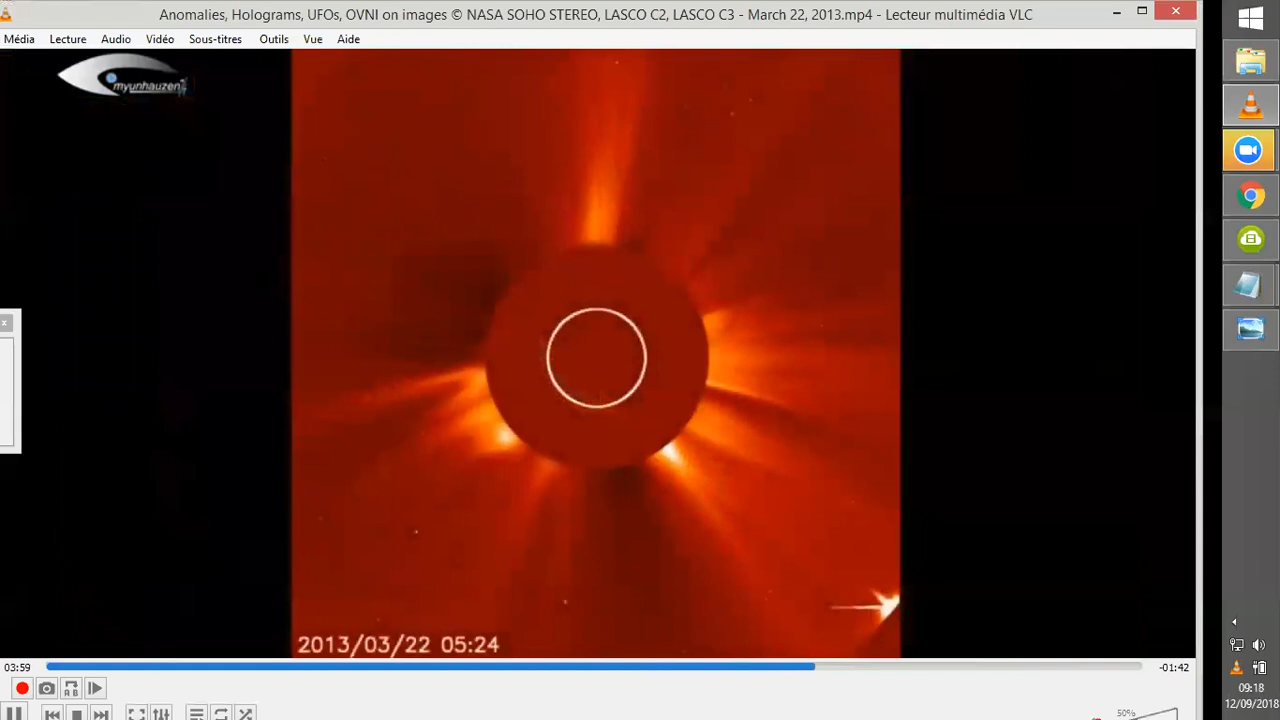 Anomalies, Holograms, UFOs, OVNI on images © NASA SOHO STEREO, LASCO C2, LASCO C3 - March 22, 2013.mp4 - Lecteur multimédia VLC
Média Lecture Audio Vidéo Sous-titres Outils Vue Aide
myunhauzen
2013/03/22 05:24
03:59
-01:42
50%
09:18
12/09/2018